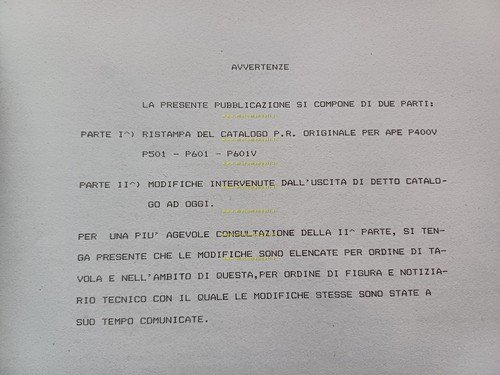 AVVERTENZE
LA PRESENTE PUBBLICAZIONE SI COMPONE DI DUE PARTI:
PARTE I^) RISTAMPA DEL CATALOGO P.R. ORIGINALE PER APE P400V
P501 - P601 - P601V
PARTE II^) MODIFICHE INTERVENUTE DALL'USCITA DI DETTO CATALO-
GO AD OGGI.
PER UNA PIU' AGEVOLE CONSULTAZIONE DELLA II^ PARTE, SI TEN-
GA PRESENTE CHE LE MODIFICHE SONO ELENCATE PER ORDINE DI TA-
VOLA E NELL'AMBITO DI QUESTA,PER ORDINE DI FIGURA E NOTIZIA-
RIO TECNICO CON IL QUALE LE MODIFICHE STESSE SONO STATE A
SUO TEMPO COMUNICATE.